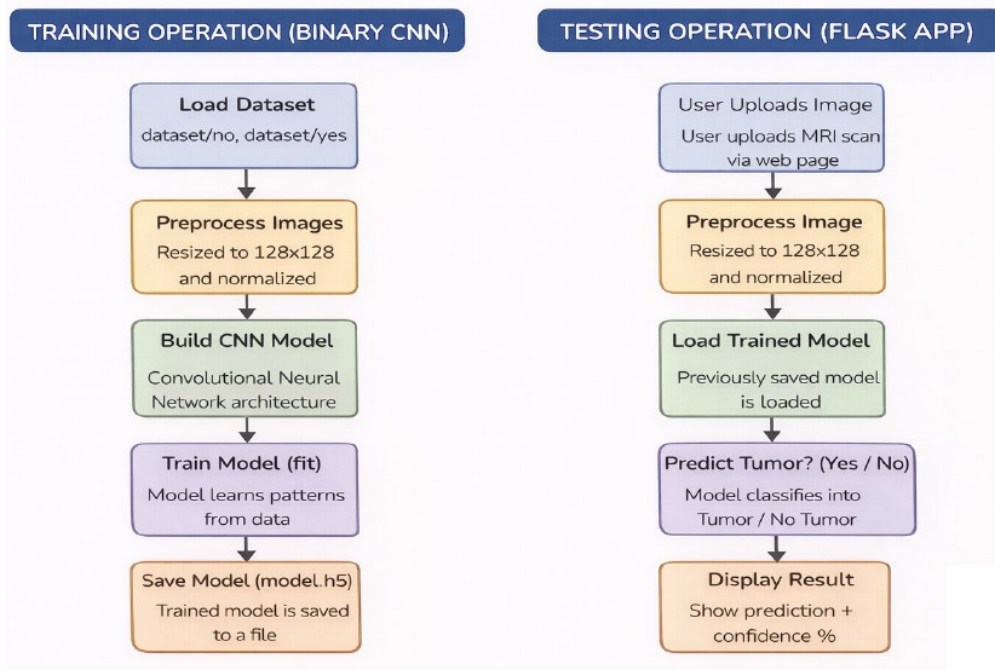 TRAINING OPERATION (BINARY CNN)
Load Dataset
dataset/no, dataset/yes
Preprocess Images
Resized to 128x128
and normalized
Build CNN Model
Convolutional Neural
Network architecture
Train Model (fit)
Model learns patterns
from data
Save Model (model.h5)
Trained model is saved
to a file
TESTING OPERATION (FLASK APP)
User Uploads Image
User uploads MRI scan
via web page
Preprocess Image
Resized to 128x128
and normalized
Load Trained Model
Previously saved model
is loaded
Predict Tumor? (Yes / No)
Model classifies into
Tumor / No Tumor
Display Result
Show prediction +
confidence %